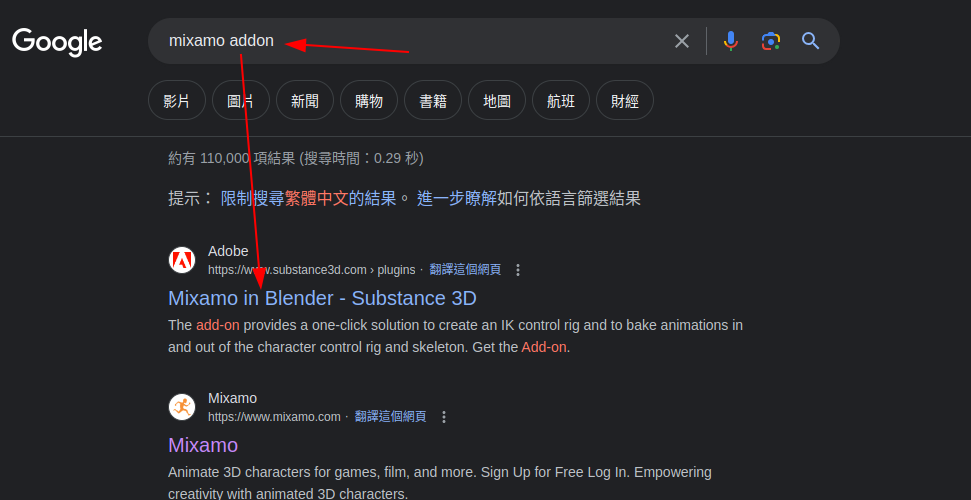 Google
mixamo addon
影片 圖片 新聞 購物 書籍 地圖 航班 財經
約有 110,000 項結果 (搜尋時間：0.29 秒)
提示： 限制搜尋繁體中文的結果。 進一步瞭解如何依語言篩選結果
Adobe
https://www.substance3d.com › plugins · 翻譯這個網頁
Mixamo in Blender - Substance 3D
The add-on provides a one-click solution to create an IK control rig and to bake animations in
and out of the character control rig and skeleton. Get the Add-on.
Mixamo
https://www.mixamo.com · 翻譯這個網頁
Mixamo
Animate 3D characters for games, film, and more. Sign Up for Free Log In. Empowering
creativity with animated 3D characters.